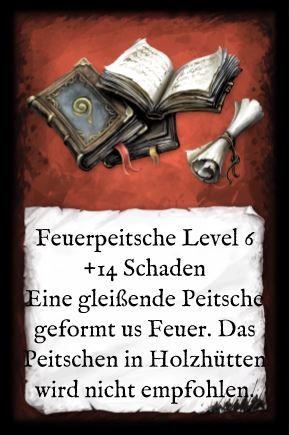 Feuerpeitsche Level 6
+14 Schaden
Eine gleißende Peitsche
geformt us Feuer. Das
Peitschen in Holzhütten
wird nicht empfohlen.